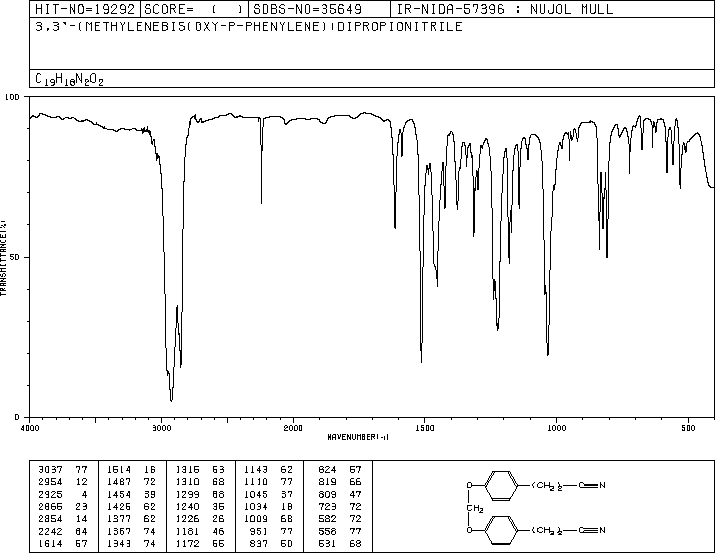 HIT-NO=19292 SCORE= ( ) SDBS-NO=35649 IR-NIDA-57396 : NUJOL MULL
3,3'-(METHYLENEBIS(OXY-P-PHENYLENE))DIPROPIONITRILE
C19H18N2O2
100
50
0
TRANSMITTANCE(%)
4000 3000 2000 1500 1000 500
WAVENUMBER(-1)
3037 77 1514 16 1316 53 1143 62 824 57
2954 12 1487 72 1310 68 1110 77 819 66
2925 4 1454 39 1299 68 1045 37 809 47
2866 23 1426 62 1240 35 1034 18 723 72
2854 14 1377 62 1226 26 1009 68 582 72
2242 64 1367 74 1181 46 951 77 558 77
1614 57 1343 74 1172 55 837 50 531 68
O (CH2)2 C≡N
CH2
O (CH2)2 C≡N